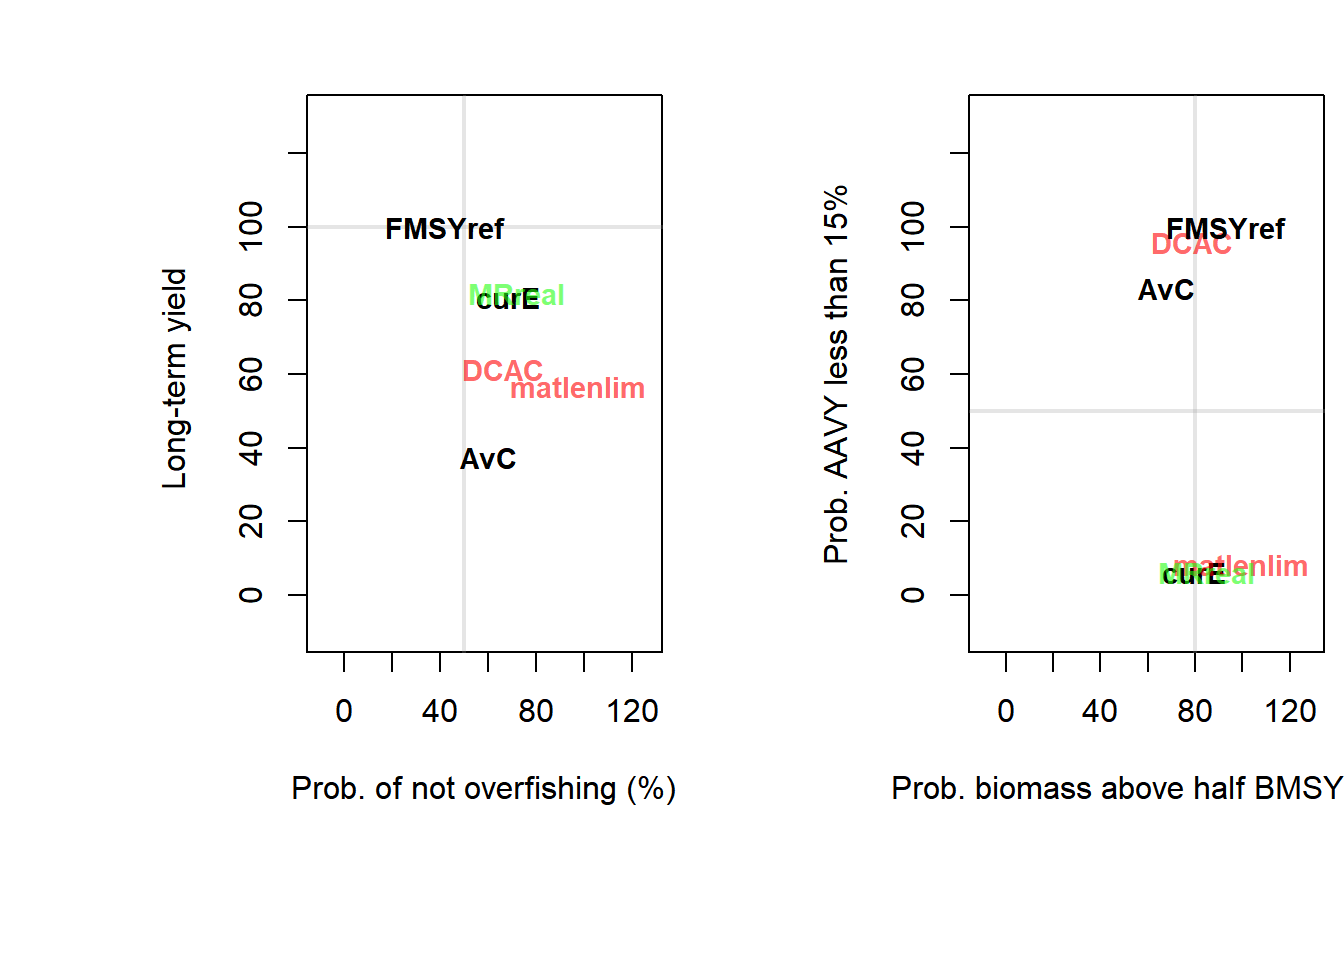 Long-term yield
0
20
40
60
80
100
FMSYref
MRreal
curE
DCAC
matlenlim
AvC
0 40 80 120
Prob. of not overfishing (%)
Prob. AAVY less than 15%
0
20
40
60
80
100
FMSYref
DCAC
AvC
matlenlim
MRreal
curE
0 40 80 120
Prob. biomass above half BMSY